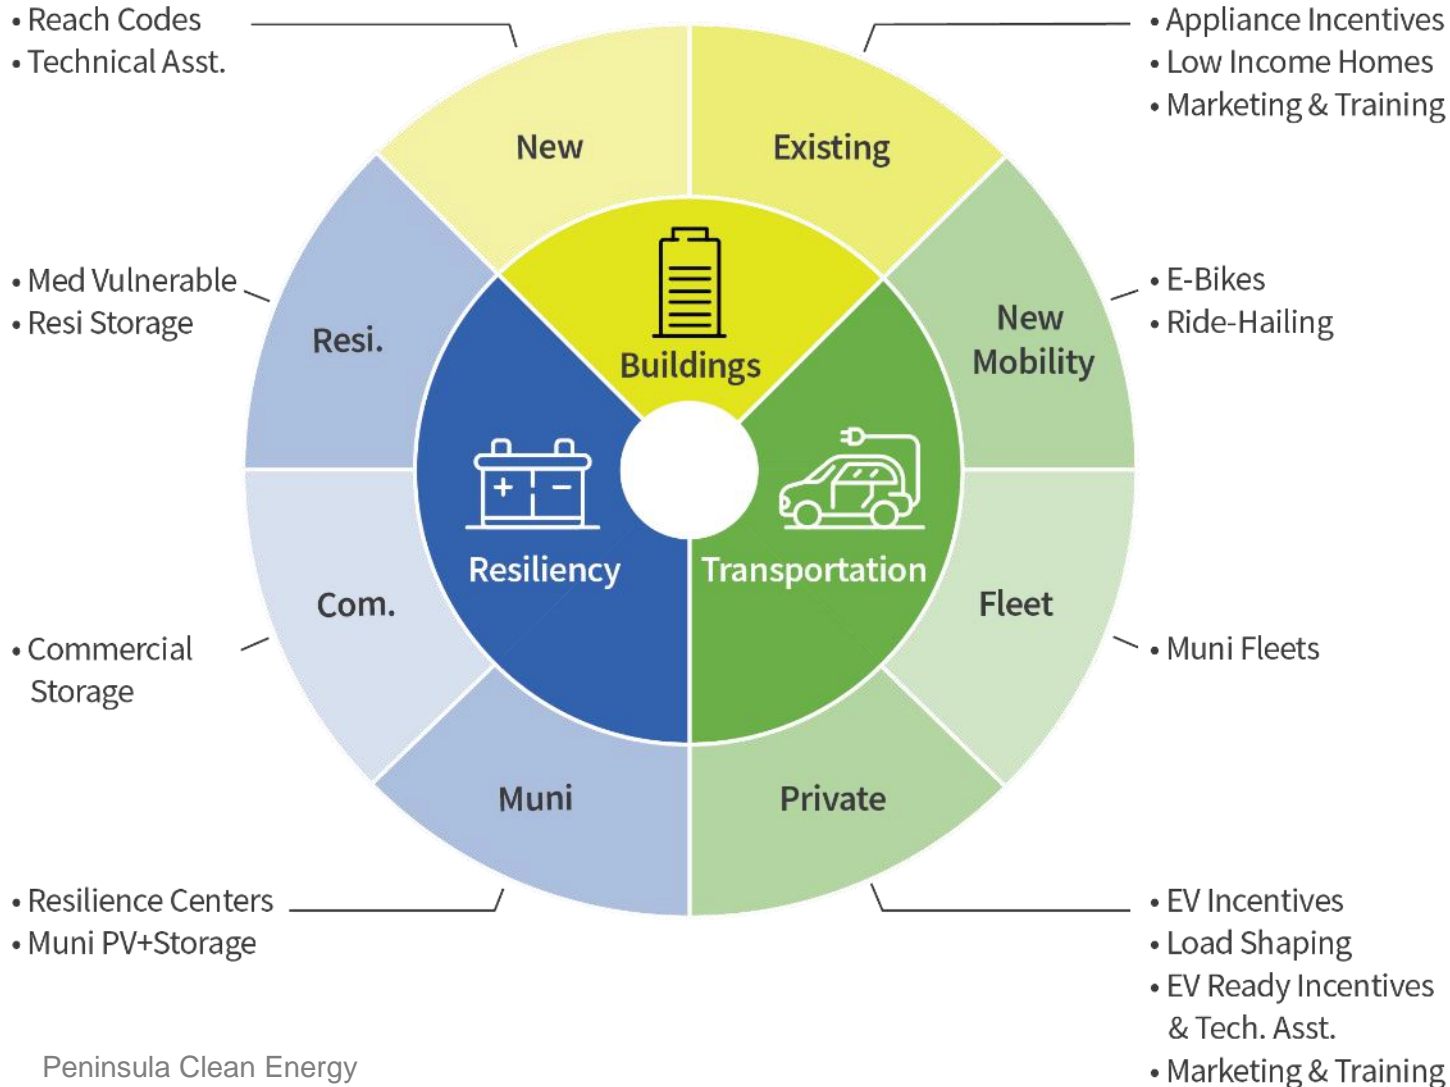 • Reach Codes
• Technical Asst.
• Appliance Incentives
• Low Income Homes
• Marketing & Training
New
Existing
• Med Vulnerable
• Resi Storage
Resi.
Buildings
New
Mobility
• E-Bikes
• Ride-Hailing
+ −
Resiliency
Transportation
Com.
Fleet
• Commercial
Storage
• Muni Fleets
Muni
Private
• Resilience Centers
• Muni PV+Storage
• EV Incentives
• Load Shaping
• EV Ready Incentives
& Tech. Asst.
• Marketing & Training
Peninsula Clean Energy